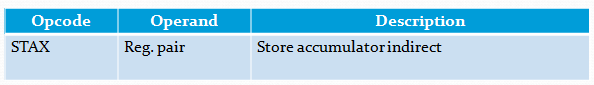 Opcode Operand Description
STAX Reg. pair Store accumulator indirect